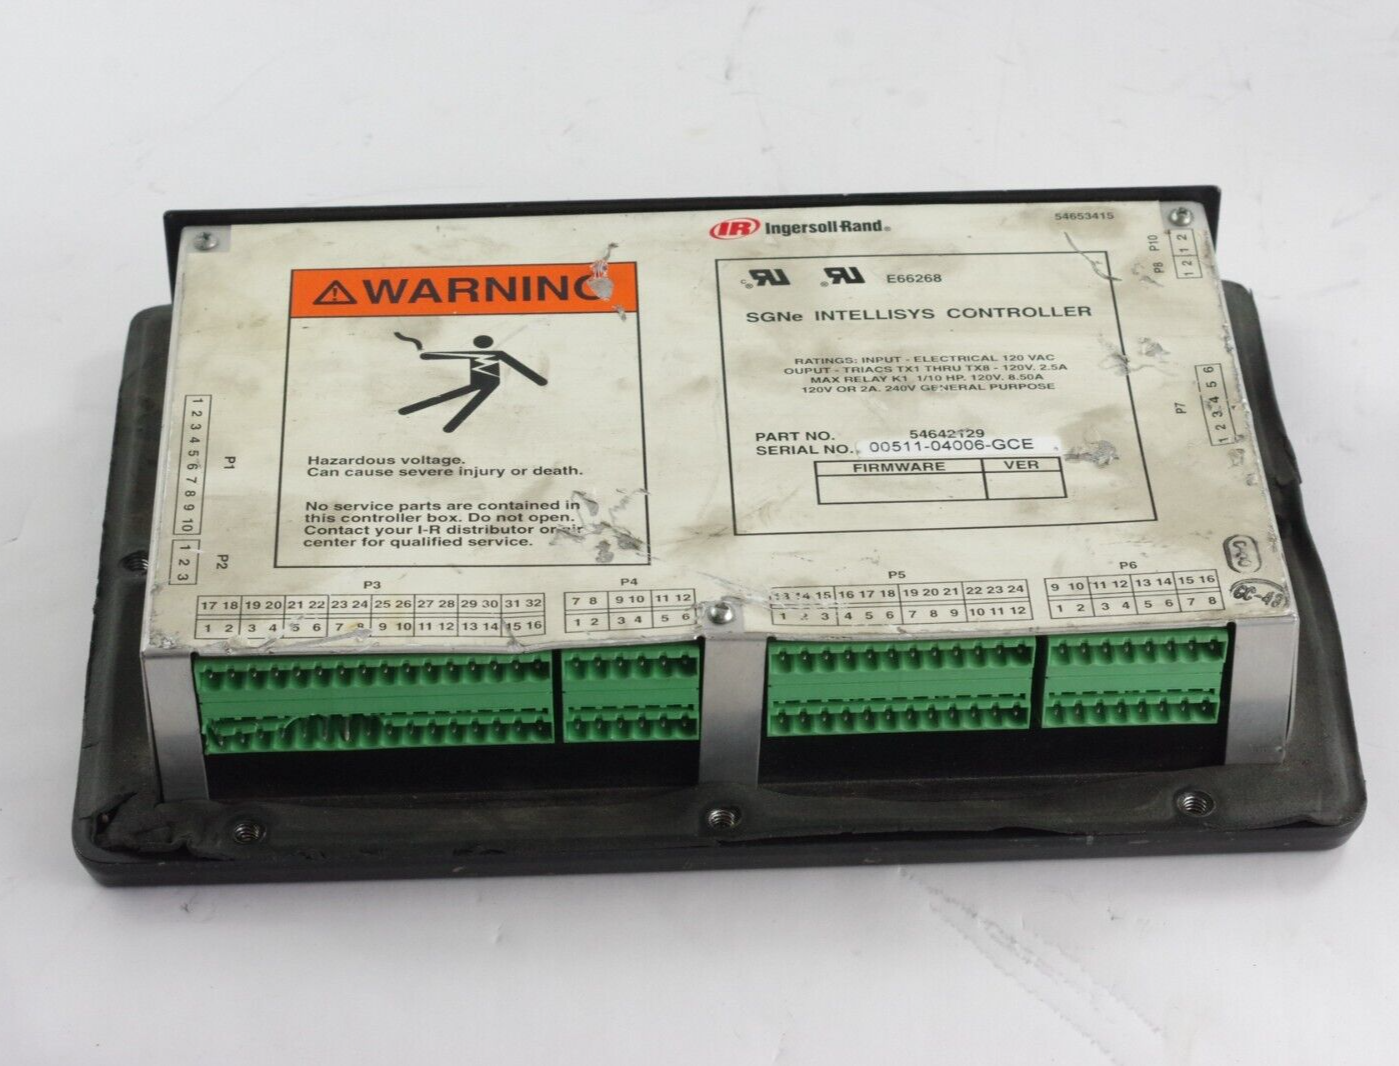 IR Ingersoll-Rand®
54653415
⚠WARNING
Hazardous voltage.
Can cause severe injury or death.
No service parts are contained in
this controller box. Do not open.
Contact your I-R distributor or air
center for qualified service.
E66268
SGNe INTELLISYS CONTROLLER
RATINGS: INPUT - ELECTRICAL 120 VAC
OUPUT - TRIACS TX1 THRU TX8 - 120V. 2.5A
MAX RELAY K1 1/10 HP. 120V. 8.50A
120V OR 2A. 240V GENERAL PURPOSE
PART NO. 54642129
SERIAL NO. 00511-04006-GCE
FIRMWARE VER
P10
P8
1 2
1 2
P7
1 2 3 4 5 6
P1
1 2 3 4 5 6 7 8 9 10
P2
1 2 3
P3
17 18 19 20 21 22 23 24 25 26 27 28 29 30 31 32
1 2 3 4 5 6 7 8 9 10 11 12 13 14 15 16
P4
7 8 9 10 11 12
1 2 3 4 5 6
P5
13 14 15 16 17 18 19 20 21 22 23 24
1 2 3 4 5 6 7 8 9 10 11 12
P6
9 10 11 12 13 14 15 16
1 2 3 4 5 6 7 8